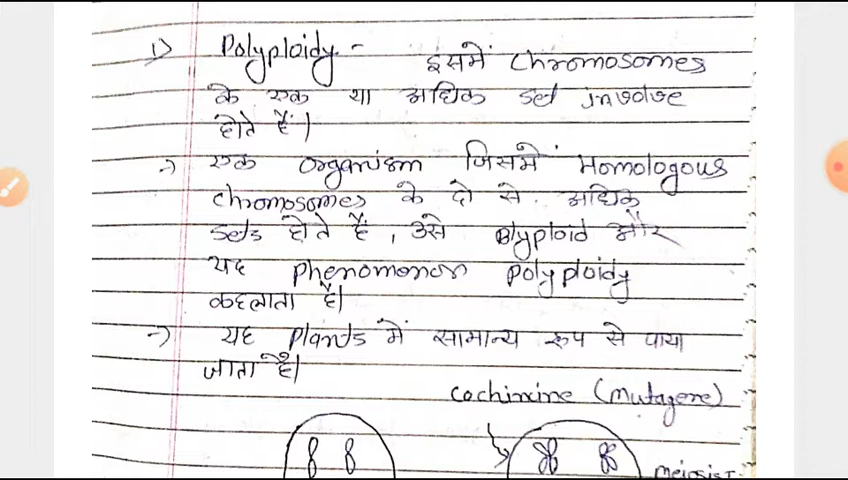 1) Polyploidy - इसमें chromosomes
के एक या अधिक set involve
होते हैं।
→ एक organism जिसमें Homologous
chromosomes के दो से अधिक
sets होते हैं, उसे Polyploid और
यह phenomenon polyploidy
कहलाता है।
→ यह plants में सामान्य रूप से पाया
जाता है।
(Mutagene)